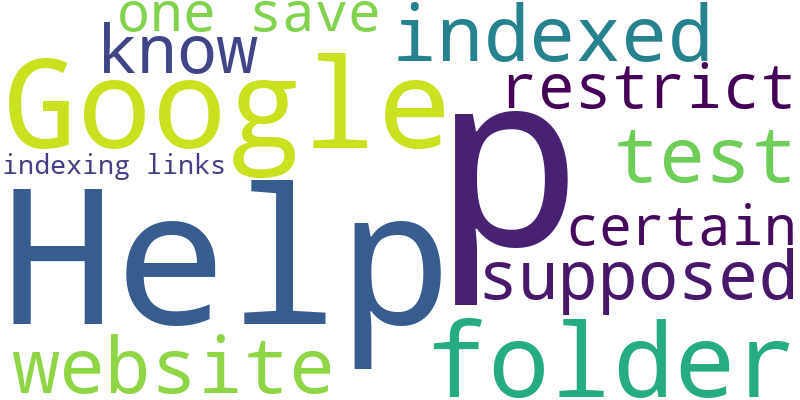 one save
know
indexed
Google
restrict
p
test
indexing links
Help
certain
supposed
website
folder